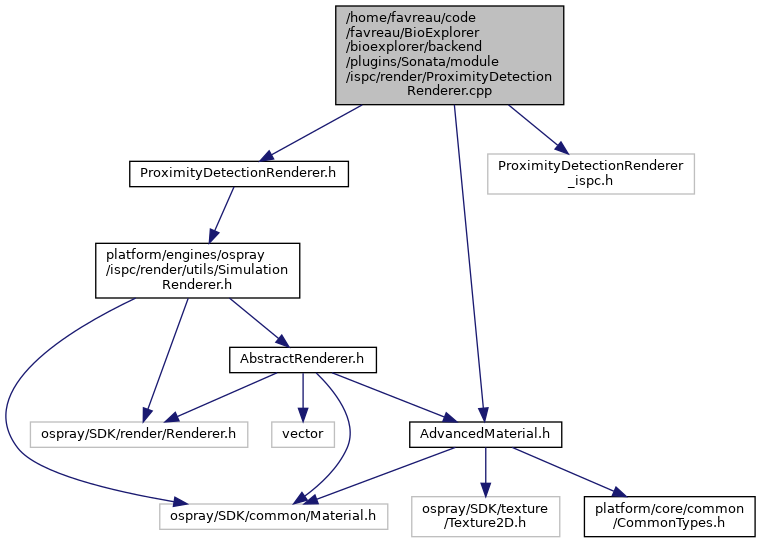 /home/favreau/code
/favreau/BioExplorer
/bioexplorer/backend
/plugins/Sonata/module
/ispc/render/ProximityDetection
Renderer.cpp
ProximityDetectionRenderer.h
ProximityDetectionRenderer
_ispc.h
platform/engines/ospray
/ispc/render/utils/Simulation
Renderer.h
AbstractRenderer.h
ospray/SDK/render/Renderer.h
vector
AdvancedMaterial.h
ospray/SDK/common/Material.h
ospray/SDK/texture
/Texture2D.h
platform/core/common
/CommonTypes.h